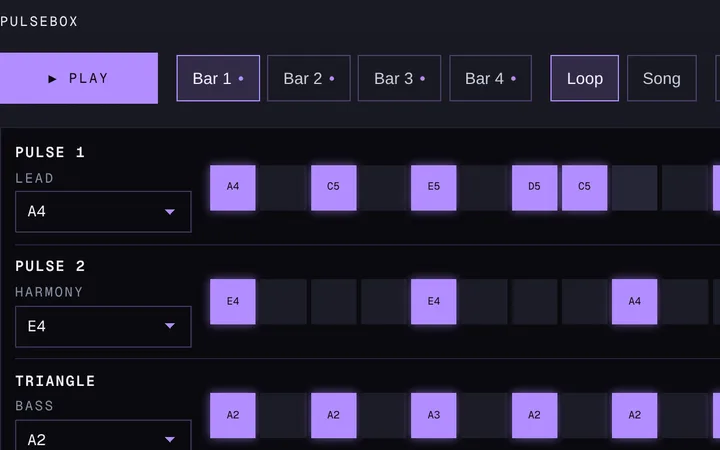 PULSEBOX
▶ PLAY Bar 1 • Bar 2 • Bar 3 • Bar 4 • Loop Song
PULSE 1
LEAD
A4
A4 C5 E5 D5 C5
PULSE 2
HARMONY
E4
E4 E4 A4
TRIANGLE
BASS
A2
A2 A2 A3 A2 A2